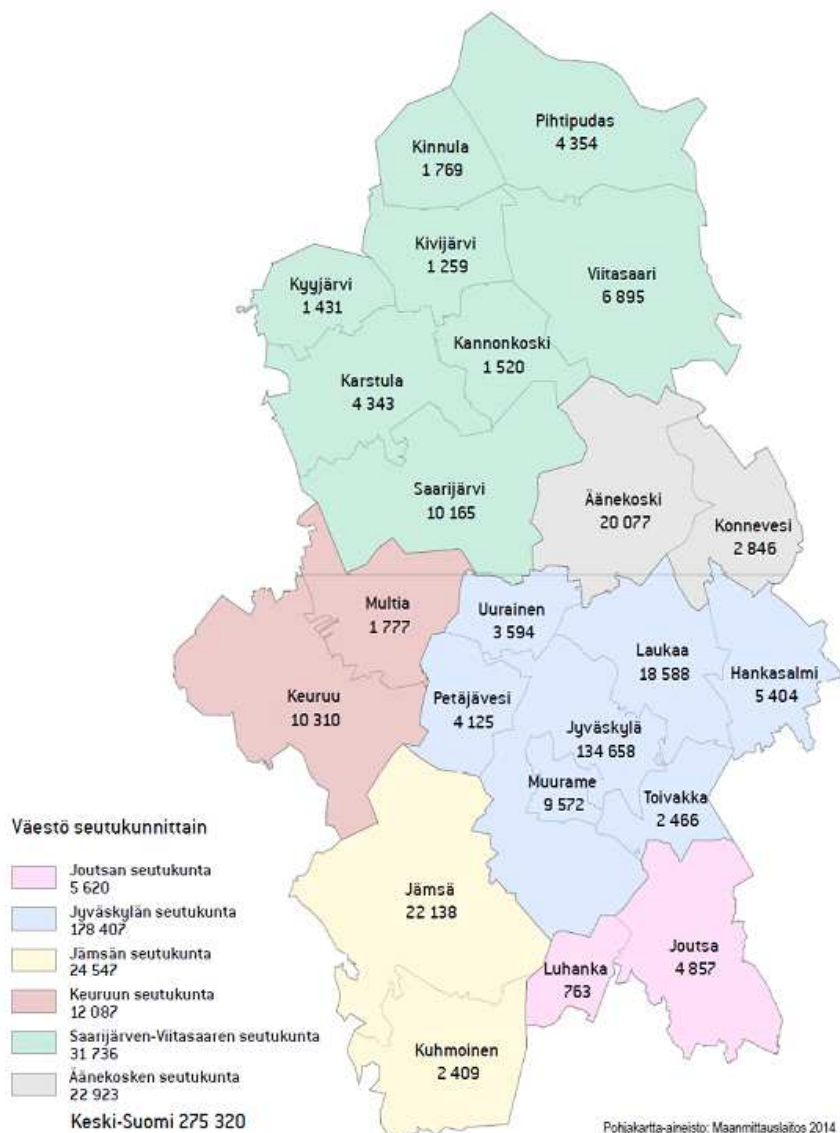 Pihtipudas
4 354
Kinnula
1 769
Kivijärvi
1 259
Viitasaari
6 895
Kyyjärvi
1 431
Kannonkoski
1 520
Karstula
4 343
Saarijärvi
10 165
Äänekoski
20 077
Konnevesi
2 846
Multia
1 777
Uurainen
3 594
Laukaa
18 588
Hankasalmi
5 404
Keuruu
10 310
Petäjävesi
4 125
Jyväskylä
134 658
Muurame
9 572
Toivakka
2 466
Jämsä
22 138
Joutsa
4 857
Luhanka
763
Kuhmoinen
2 409
Väestö seutukunnittain
Joutsan seutukunta
5 620
Jyväskylän seutukunta
178 407
Jämsän seutukunta
24 547
Keuruun seutukunta
12 087
Saarijärven-Viitasaaren seutukunta
31 736
Äänekosken seutukunta
22 923
Keski-Suomi 275 320
Pohjakartta-aineisto: Maanmittauslaitos 2014